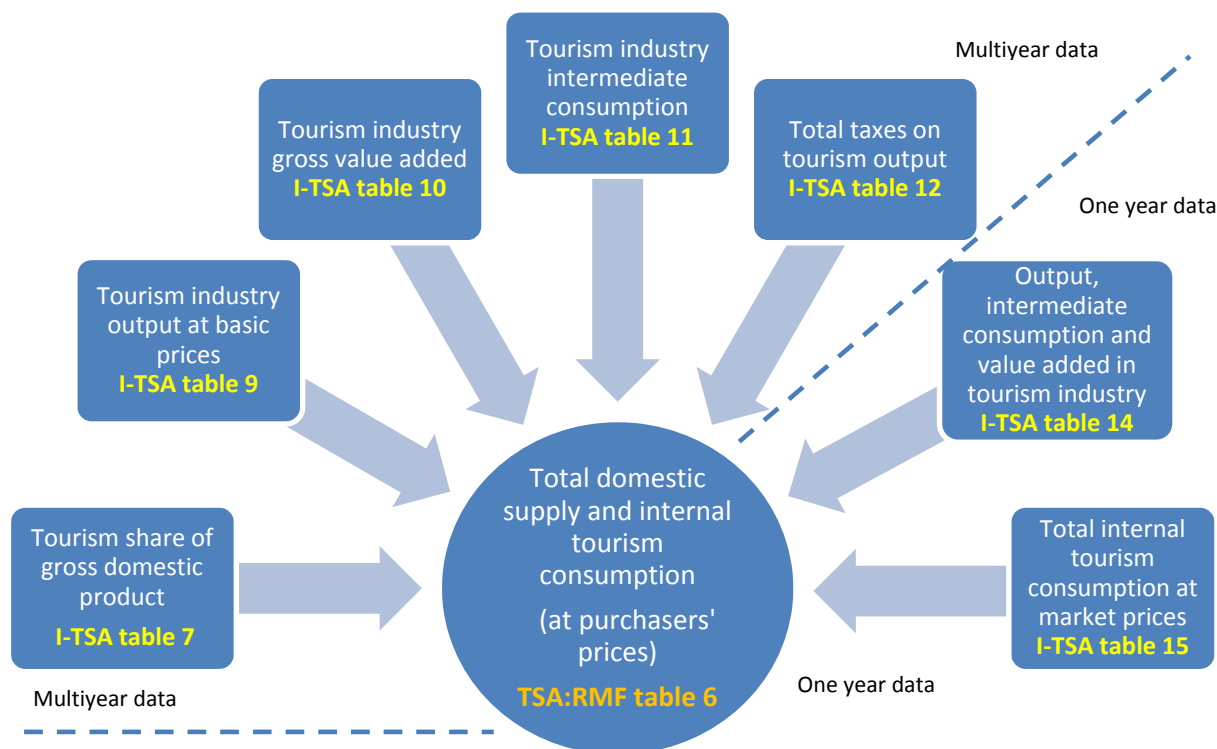 Tourism industry
intermediate
consumption
I-TSA table 11
Multiyear data
Tourism industry
gross value added
I-TSA table 10
Total taxes on
tourism output
I-TSA table 12
One year data
Tourism industry
output at basic
prices
I-TSA table 9
Output,
intermediate
consumption and
value added in
tourism industry
I-TSA table 14
Tourism share of
gross domestic
product
I-TSA table 7
Total domestic
supply and internal
tourism
consumption
(at purchasers'
prices)
TSA:RMF table 6
Total internal
tourism
consumption at
market prices
I-TSA table 15
Multiyear data
One year data